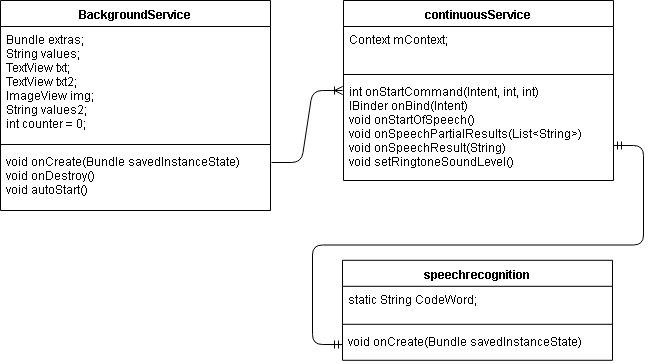 BackgroundService
Bundle extras;
String values;
TextView txt;
TextView txt2;
ImageView img;
String values2;
int counter = 0;
void onCreate(Bundle savedInstanceState)
void onDestroy()
void autoStart()
continuousService
Context mContext;
int onStartCommand(Intent, int, int)
IBinder onBind(Intent)
void onStartOfSpeech()
void onSpeechPartialResults(List<String>)
void onSpeechResult(String)
void setRingtoneSoundLevel()
speechrecognition
static String CodeWord;
void onCreate(Bundle savedInstanceState)